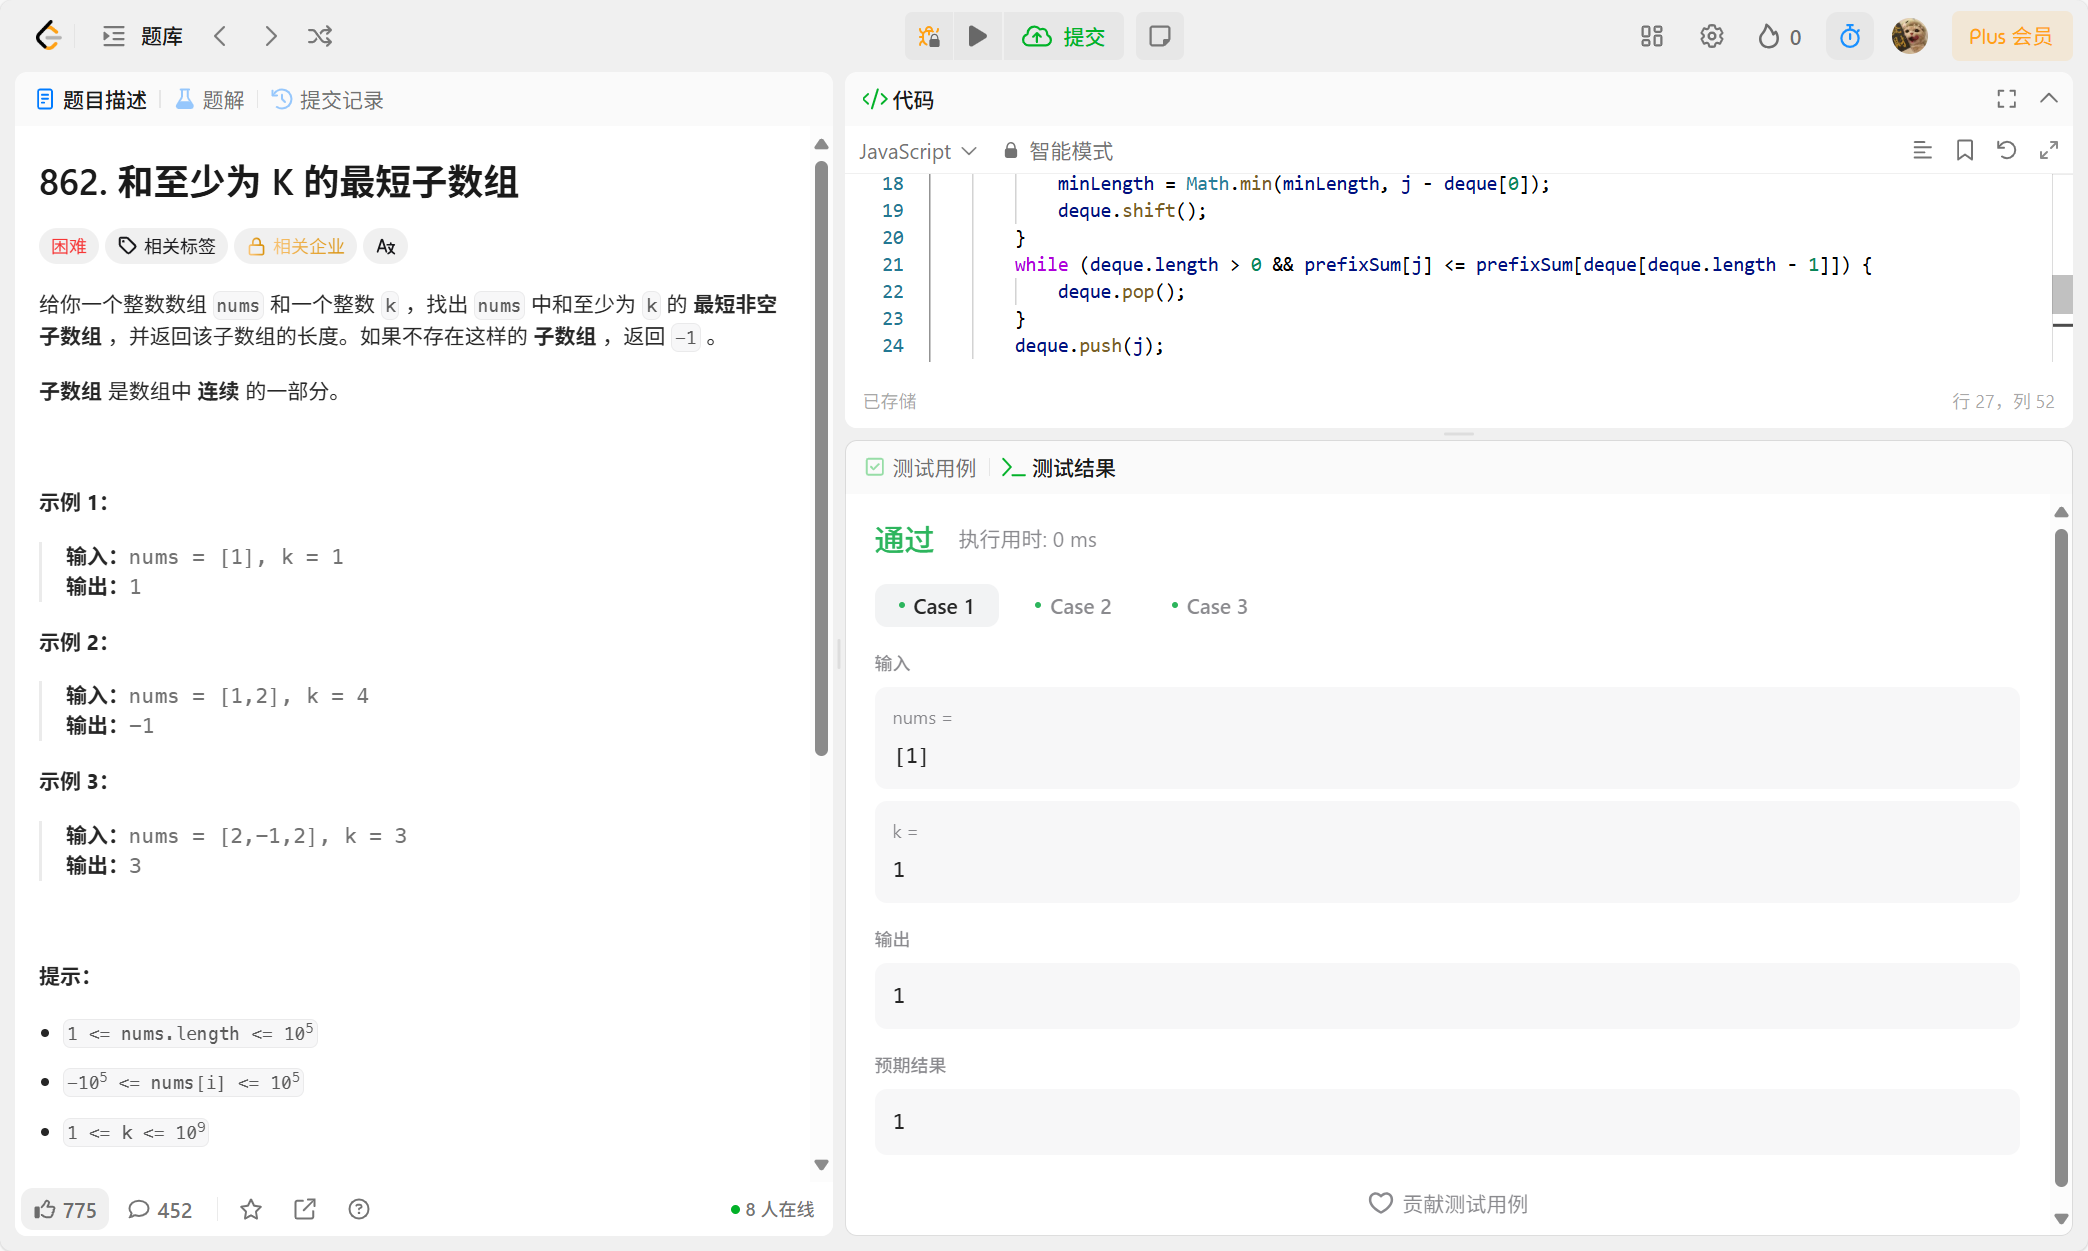 题库
提交
0
Plus 会员
题目描述
题解
提交记录
862. 和至少为 K 的最短子数组
困难
相关标签
相关企业
给你一个整数数组 nums 和一个整数 k ，找出 nums 中和至少为 k 的 最短非空
子数组 ，并返回该子数组的长度。如果不存在这样的 子数组 ，返回 -1 。
子数组 是数组中 连续 的一部分。
示例 1：
输入：nums = [1], k = 1
输出：1
示例 2：
输入：nums = [1,2], k = 4
输出：-1
示例 3：
输入：nums = [2,-1,2], k = 3
输出：3
提示：
1 <= nums.length <= 10⁵
-10⁵ <= nums[i] <= 10⁵
1 <= k <= 10⁹
775
452
8 人在线
</> 代码
JavaScript
智能模式
18 minLength = Math.min(minLength, j - deque[0]);
19 deque.shift();
20 }
21 while (deque.length > 0 && prefixSum[j] <= prefixSum[deque[deque.length - 1]]) {
22 deque.pop();
23 }
24 deque.push(j);
已存储
行 27，列 52
测试用例
测试结果
通过
执行用时: 0 ms
Case 1
Case 2
Case 3
输入
nums =
[1]
k =
1
输出
1
预期结果
1
贡献测试用例